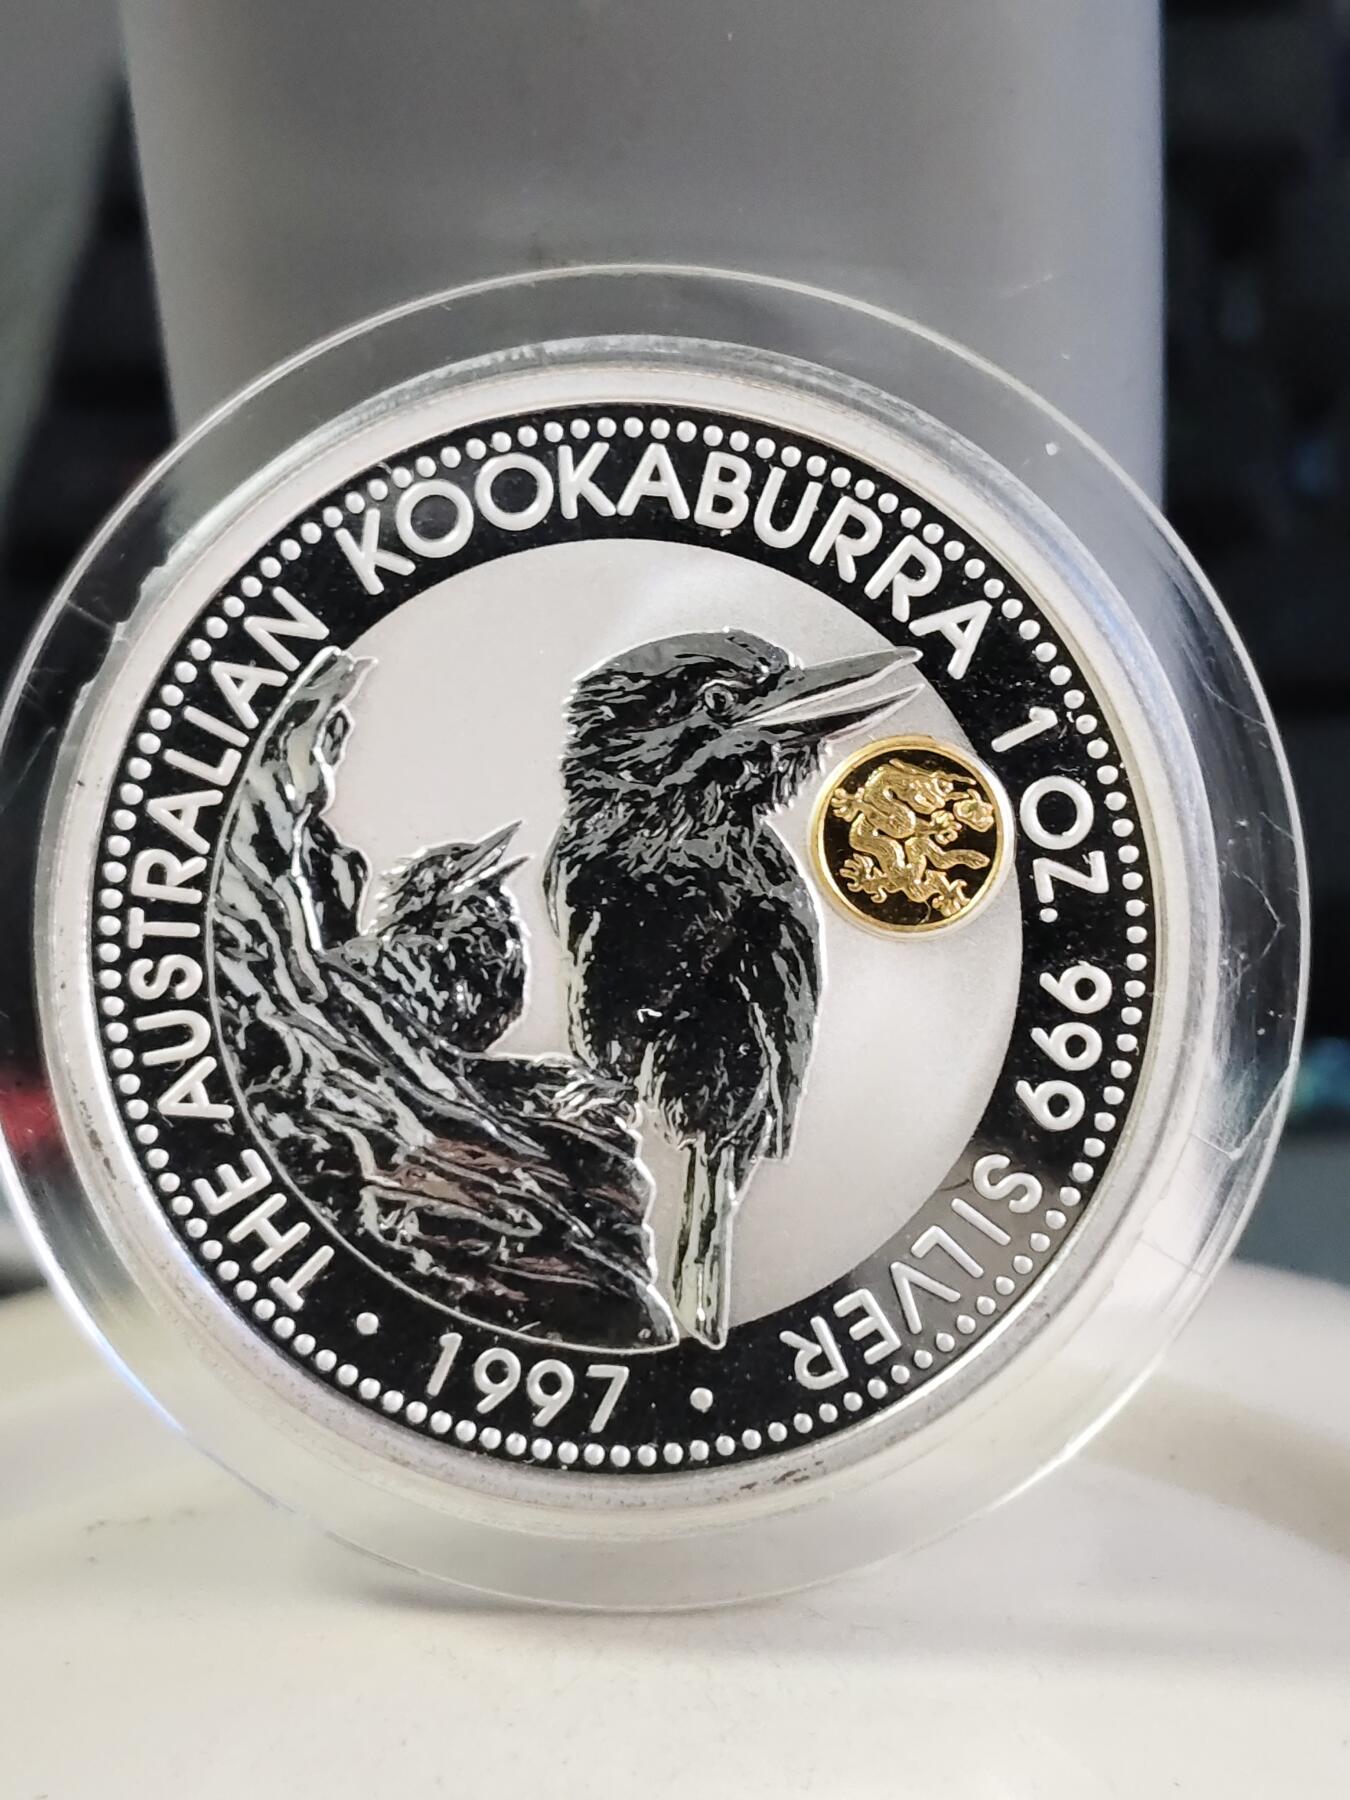 THE AUSTRALIAN KOOKABURRA 1 OZ. 999 SILVER
• 1997 •